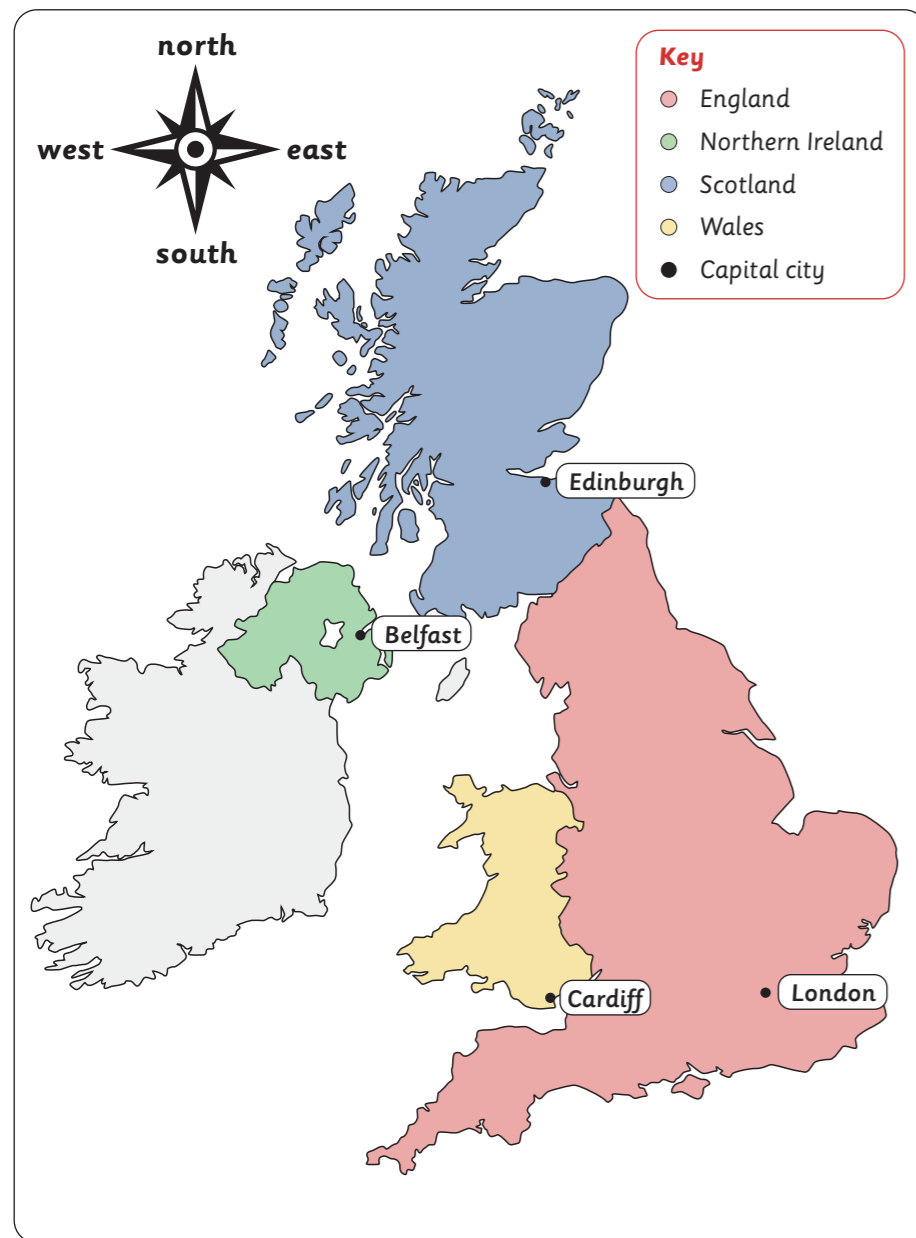 north
west
east
south
Key
England
Northern Ireland
Scotland
Wales
Capital city
Edinburgh
Belfast
Cardiff
London